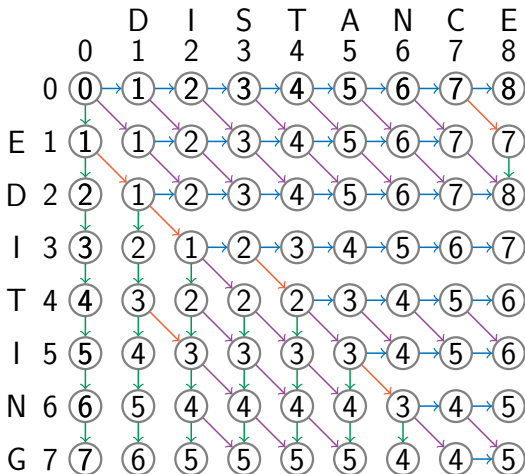 D I S T A N C E
0 1 2 3 4 5 6 7 8
0 0 1 2 3 4 5 6 7 8
E 1 1 1 2 3 4 5 6 7 7
D 2 2 1 2 3 4 5 6 7 8
I 3 3 2 1 2 3 4 5 6 7
T 4 4 3 2 2 2 3 4 5 6
I 5 5 4 3 3 3 3 4 5 6
N 6 6 5 4 4 4 4 3 4 5
G 7 7 6 5 5 5 5 4 4 5